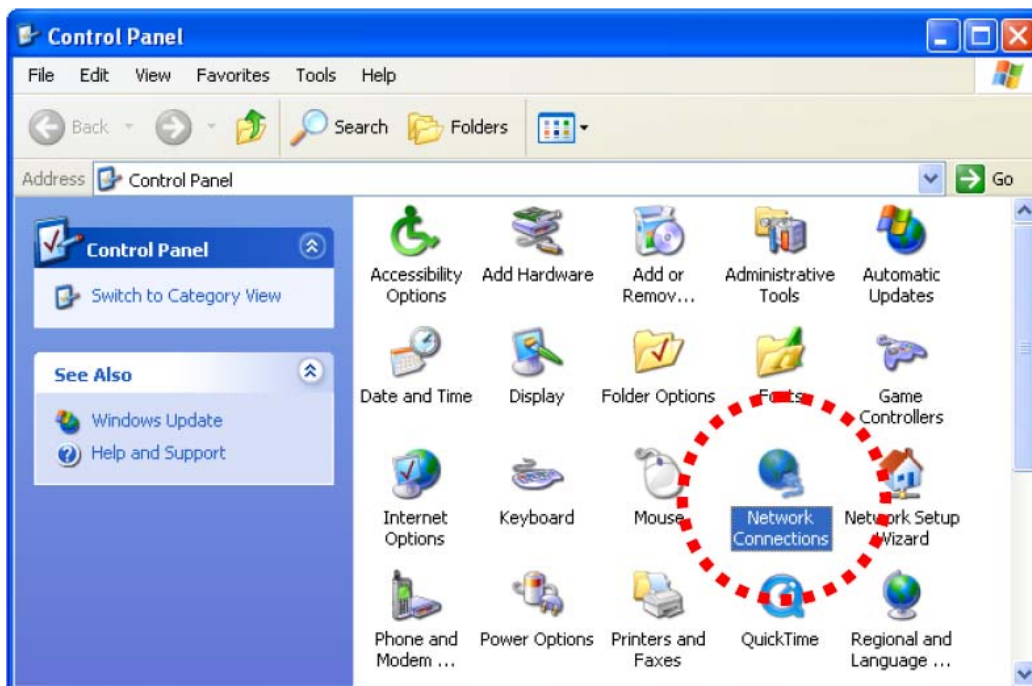 Control Panel
File Edit View Favorites Tools Help
Back Search Folders
Address Control Panel Go
Control Panel
Switch to Category View
See Also
Windows Update
Help and Support
Accessibility Options
Add Hardware
Add or Remov...
Administrative Tools
Automatic Updates
Date and Time
Display
Folder Options
Fonts
Game Controllers
Internet Options
Keyboard
Mouse
Network Connections
Network Setup Wizard
Phone and Modem ...
Power Options
Printers and Faxes
QuickTime
Regional and Language ...